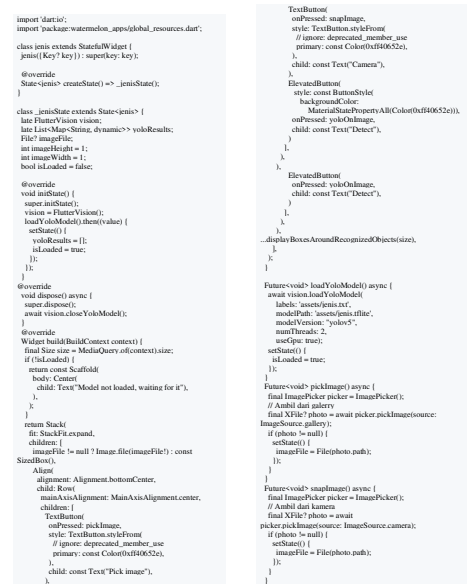 import 'dart:io';
import 'package:watermelon_apps/global_resources.dart';
class jenis extends StatefulWidget {
jenis({Key? key}) : super(key: key);
@override
State<jenis> createState() => _jenisState();
}
class _jenisState extends State<jenis> {
late FlutterVision vision;
late List<Map<String, dynamic>> yoloResults;
File? imageFile;
int imageHeight = 1;
int imageWidth = 1;
bool isLoaded = false;
@override
void initState() {
super.initState();
vision = FlutterVision();
loadYoloModel().then((value) {
setState(() {
yoloResults = [];
isLoaded = true;
});
});
}
@override
void dispose() async {
super.dispose();
await vision.closeYoloModel();
}
@override
Widget build(BuildContext context) {
final Size size = MediaQuery.of(context).size;
if (!isLoaded) {
return const Scaffold(
body: Center(
child: Text("Model not loaded, waiting for it"),
),
);
}
return Stack(
fit: StackFit.expand,
children: [
imageFile != null ? Image.file(imageFile!) : const
SizedBox(),
Align(
alignment: Alignment.bottomCenter,
child: Row(
mainAxisAlignment: MainAxisAlignment.center,
children: [
TextButton(
onPressed: pickImage,
style: TextButton.styleFrom(
// ignore: deprecated_member_use
primary: const Color(0xff40652e),
),
child: const Text("Pick image"),
),
TextButton(
onPressed: snapImage,
style: TextButton.styleFrom(
// ignore: deprecated_member_use
primary: const Color(0xff40652e),
),
child: const Text("Camera"),
),
ElevatedButton(
style: const ButtonStyle(
backgroundColor:
MaterialStatePropertyAll(Color(0xff40652e))),
onPressed: yoloOnImage,
child: const Text("Detect"),
)
],
),
),
ElevatedButton(
onPressed: yoloOnImage,
child: const Text("Detect"),
)
],
),
),
...displayBoxesAroundRecognizedObjects(size),
],
);
}
Future<void> loadYoloModel() async {
await vision.loadYoloModel(
labels: 'assets/jenis.txt',
modelPath: 'assets/jenis.tflite',
modelVersion: "yolov5",
numThreads: 2,
useGpu: true);
setState(() {
isLoaded = true;
});
}
Future<void> pickImage() async {
final ImagePicker picker = ImagePicker();
// Ambil dari galerry
final XFile? photo = await picker.pickImage(source:
ImageSource.gallery);
if (photo != null) {
setState(() {
imageFile = File(photo.path);
});
}
}
Future<void> snapImage() async {
final ImagePicker picker = ImagePicker();
// Ambil dari kamera
final XFile? photo = await
picker.pickImage(source: ImageSource.camera);
if (photo != null) {
setState(() {
imageFile = File(photo.path);
});
}
}